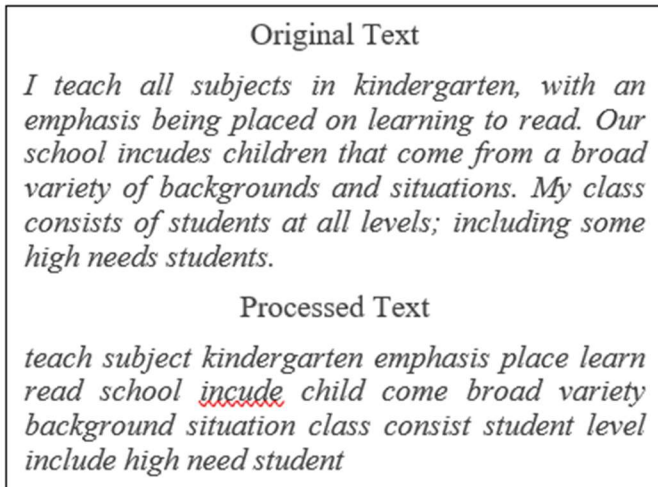 Original Text
I teach all subjects in kindergarten, with an
emphasis being placed on learning to read. Our
school incudes children that come from a broad
variety of backgrounds and situations. My class
consists of students at all levels; including some
high needs students.
Processed Text
teach subject kindergarten emphasis place learn
read school incude child come broad variety
background situation class consist student level
include high need student